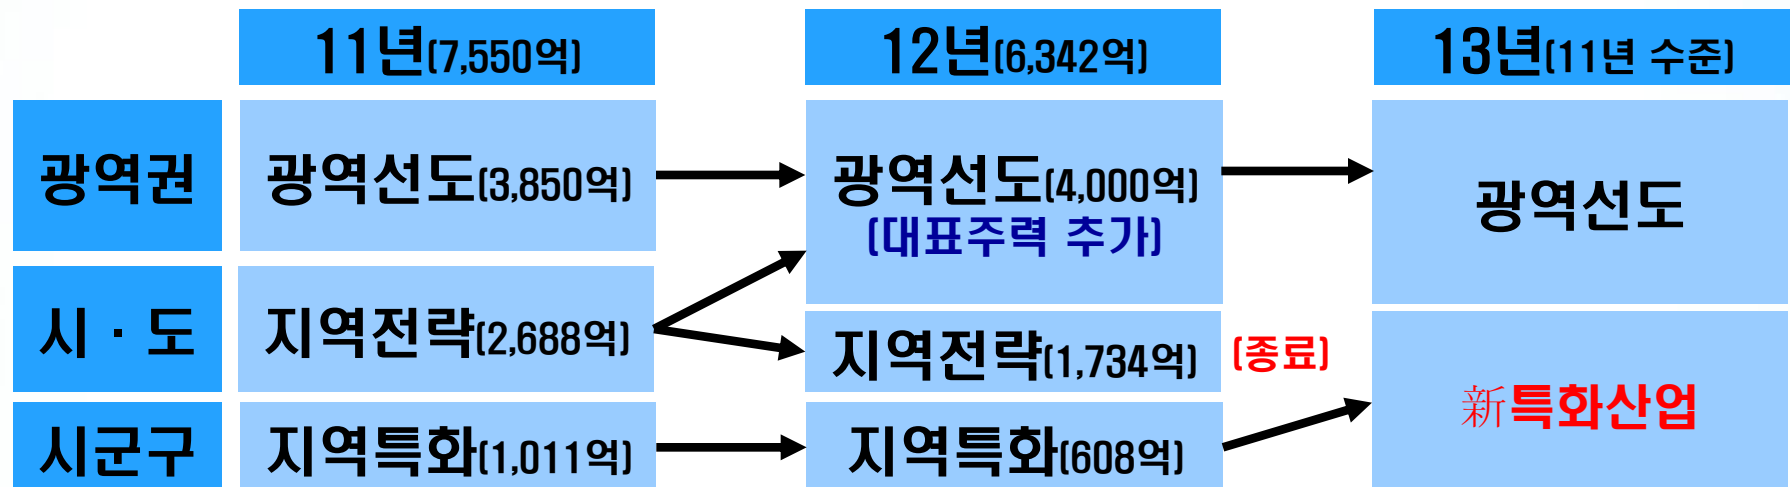 11년(7,550억)
12년(6,342억)
13년(11년 수준)
광역권
광역선도(3,850억)
광역선도(4,000억)
(대표주력 추가)
광역선도
시 · 도
지역전략(2,688억)
지역전략(1,734억)
(종료)
新특화산업
시군구
지역특화(1,011억)
지역특화(608억)